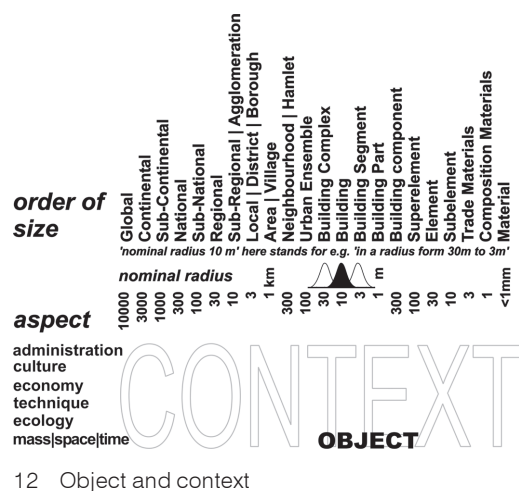 order of size
Global
Continental
Sub-Continental
National
Sub-National
Regional
Sub-Regional | Agglomeration
Local | District | Borough
Area | Village
Neighbourhood | Hamlet
Urban Ensemble
Building Complex
Building
Building Segment
Building Part
Building component
Superelement
Element
Subelement
Trade Materials
Composition Materials
Material
'nominal radius 10 m' here stands for e.g. 'in a radius form 30m to 3m'
nominal radius
10000
3000
1000
300
100
30
10
3
1 km
300
100
30
10
3
1 m
300
100
30
10
3
1
<1mm
aspect
administration
culture
economy
technique
ecology
mass|space|time
CONTEXT
OBJECT
12 Object and context